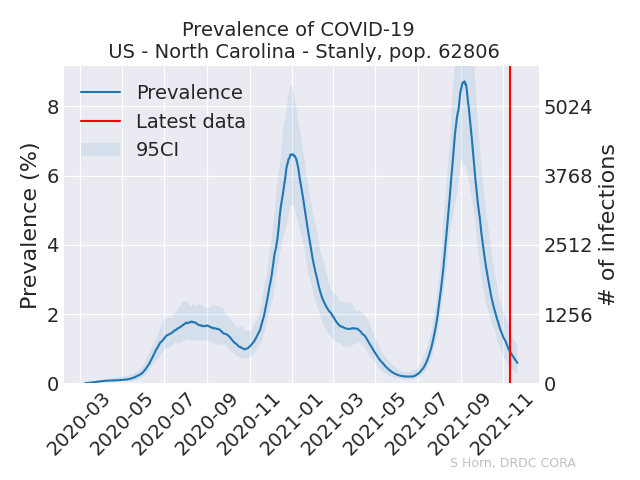 Prevalence of COVID-19
US - North Carolina - Stanly, pop. 62806
Prevalence
Latest data
95CI
Prevalence (%)
8
6
4
2
0
# of infections
5024
3768
2512
1256
0
2020-03
2020-05
2020-07
2020-09
2020-11
2021-01
2021-03
2021-05
2021-07
2021-09
2021-11
S Horn, DRDC CORA